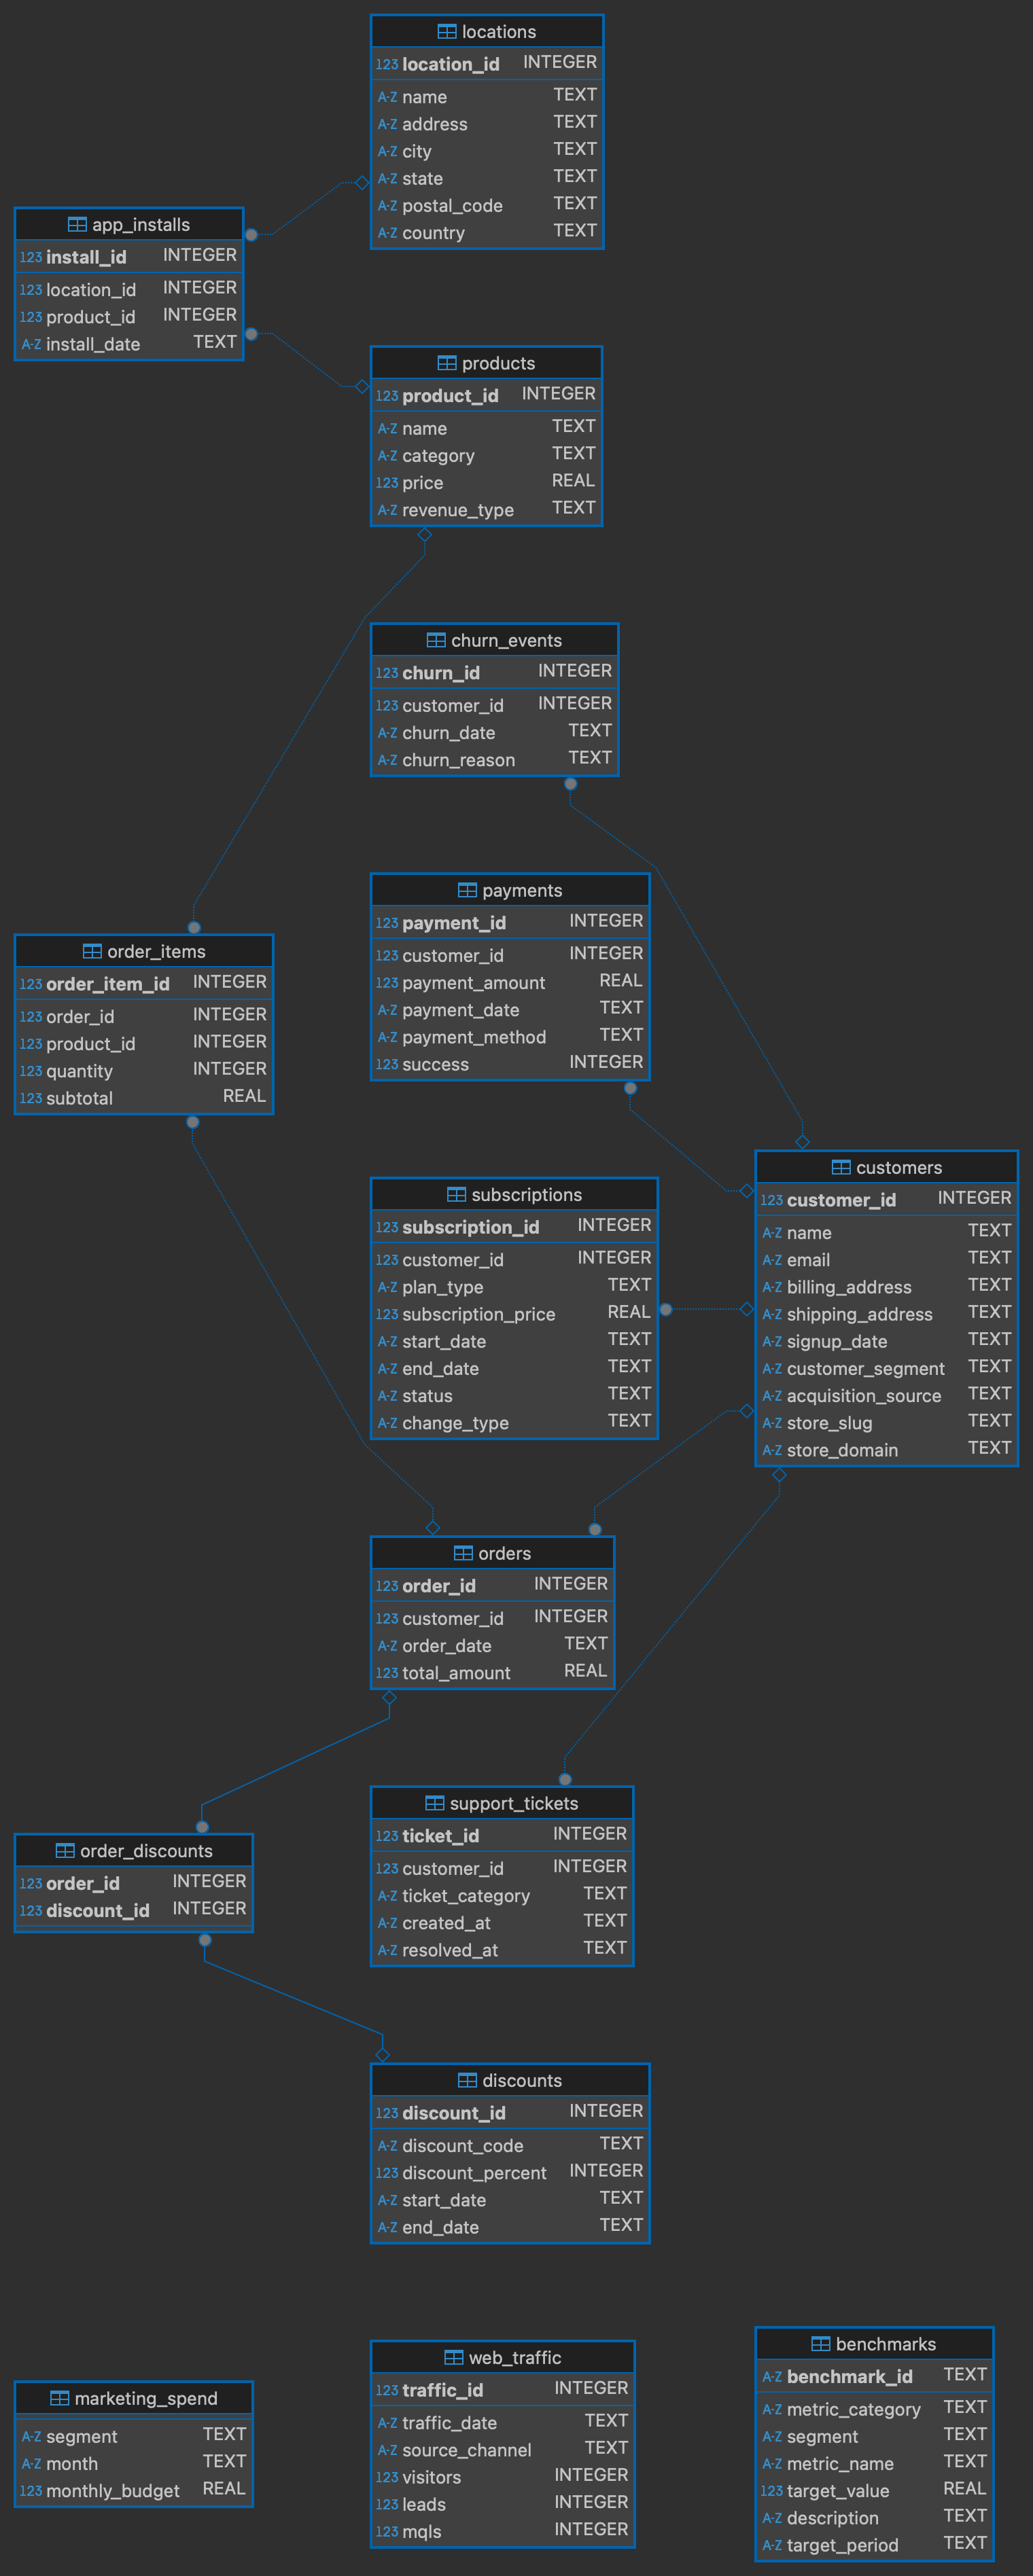 locations
123 location_id INTEGER
A-Z name TEXT
A-Z address TEXT
A-Z city TEXT
A-Z state TEXT
A-Z postal_code TEXT
A-Z country TEXT
app_installs
123 install_id INTEGER
123 location_id INTEGER
123 product_id INTEGER
A-Z install_date TEXT
products
123 product_id INTEGER
A-Z name TEXT
A-Z category TEXT
123 price REAL
A-Z revenue_type TEXT
churn_events
123 churn_id INTEGER
123 customer_id INTEGER
A-Z churn_date TEXT
A-Z churn_reason TEXT
payments
123 payment_id INTEGER
123 customer_id INTEGER
123 payment_amount REAL
A-Z payment_date TEXT
A-Z payment_method TEXT
123 success INTEGER
order_items
123 order_item_id INTEGER
123 order_id INTEGER
123 product_id INTEGER
123 quantity INTEGER
123 subtotal REAL
customers
123 customer_id INTEGER
A-Z name TEXT
A-Z email TEXT
A-Z billing_address TEXT
A-Z shipping_address TEXT
A-Z signup_date TEXT
A-Z customer_segment TEXT
A-Z acquisition_source TEXT
A-Z store_slug TEXT
A-Z store_domain TEXT
subscriptions
123 subscription_id INTEGER
123 customer_id INTEGER
A-Z plan_type TEXT
123 subscription_price REAL
A-Z start_date TEXT
A-Z end_date TEXT
A-Z status TEXT
A-Z change_type TEXT
orders
123 order_id INTEGER
123 customer_id INTEGER
A-Z order_date TEXT
123 total_amount REAL
support_tickets
123 ticket_id INTEGER
123 customer_id INTEGER
A-Z ticket_category TEXT
A-Z created_at TEXT
A-Z resolved_at TEXT
order_discounts
123 order_id INTEGER
123 discount_id INTEGER
discounts
123 discount_id INTEGER
A-Z discount_code TEXT
123 discount_percent INTEGER
A-Z start_date TEXT
A-Z end_date TEXT
marketing_spend
A-Z segment TEXT
A-Z month TEXT
123 monthly_budget REAL
web_traffic
123 traffic_id INTEGER
A-Z traffic_date TEXT
A-Z source_channel TEXT
123 visitors INTEGER
123 leads INTEGER
123 mqls INTEGER
benchmarks
A-Z benchmark_id TEXT
A-Z metric_category TEXT
A-Z segment TEXT
A-Z metric_name TEXT
123 target_value REAL
A-Z description TEXT
A-Z target_period TEXT